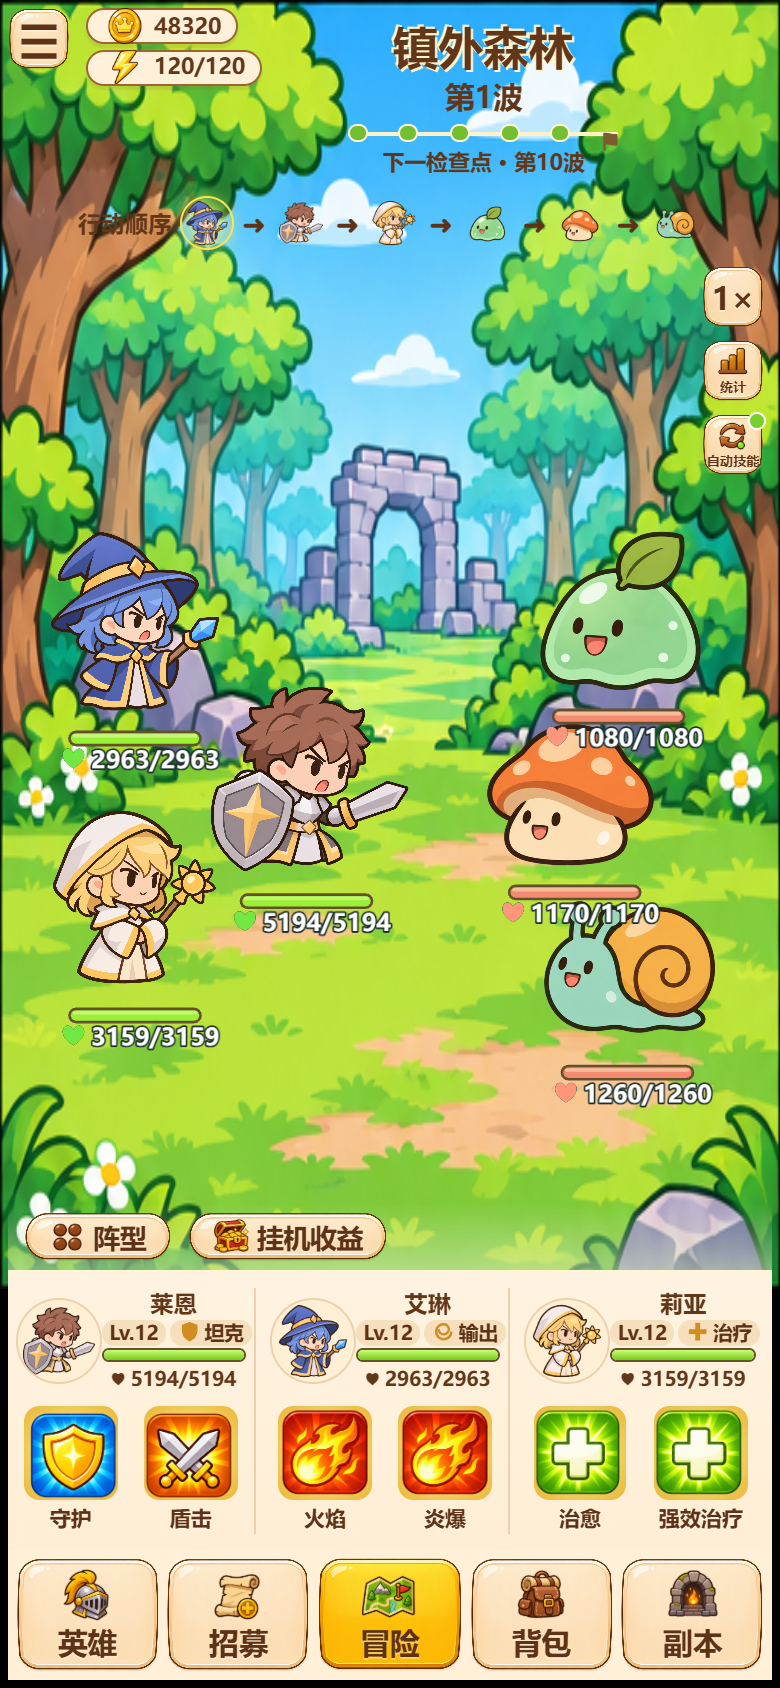 48320
120/120
镇外森林
第1波
下一检查点·第10波
行动顺序
1×
统计
自动技能
2963/2963
1080/1080
5194/5194
1170/1170
3159/3159
1260/1260
阵型
挂机收益
莱恩
Lv.12 坦克
5194/5194
守护 盾击
艾琳
Lv.12 输出
2963/2963
火焰 炎爆
莉亚
Lv.12 治疗
3159/3159
治愈 强效治疗
英雄 招募 冒险 背包 副本